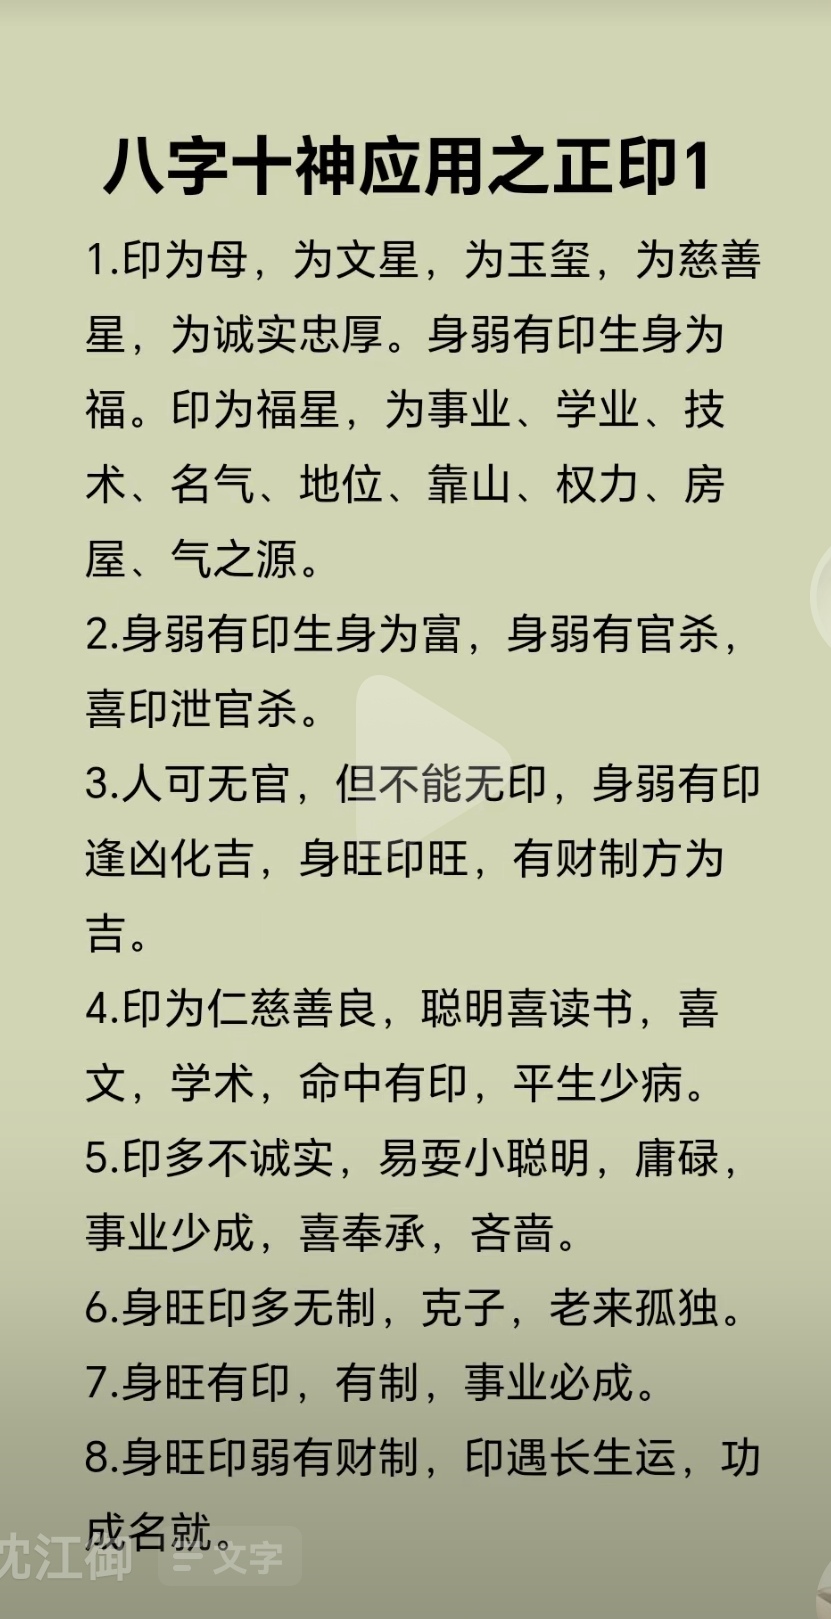 八字十神应用之正印1
1.印为母，为文星，为玉玺，为慈善
星，为诚实忠厚。身弱有印生身为
福。印为福星，为事业、学业、技
术、名气、地位、靠山、权力、房
屋、气之源。
2.身弱有印生身为富，身弱有官杀，
喜印泄官杀。
3.人可无官，但不能无印，身弱有印
逢凶化吉，身旺印旺，有财制方为
吉。
4.印为仁慈善良，聪明喜读书，喜
文，学术，命中有印，平生少病。
5.印多不诚实，易耍小聪明，庸碌，
事业少成，喜奉承，吝啬。
6.身旺印多无制，克子，老来孤独。
7.身旺有印，有制，事业必成。
8.身旺印弱有财制，印遇长生运，功
成名就。
江御 文字